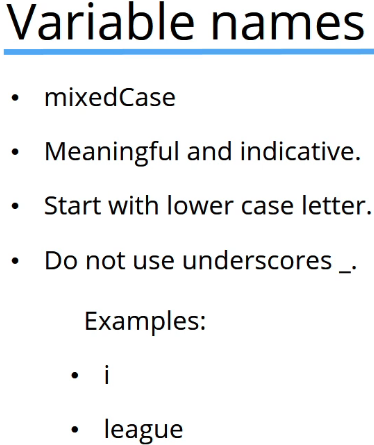 Variable names
• mixedCase
• Meaningful and indicative.
• Start with lower case letter.
• Do not use underscores _.
Examples:
• i
• league